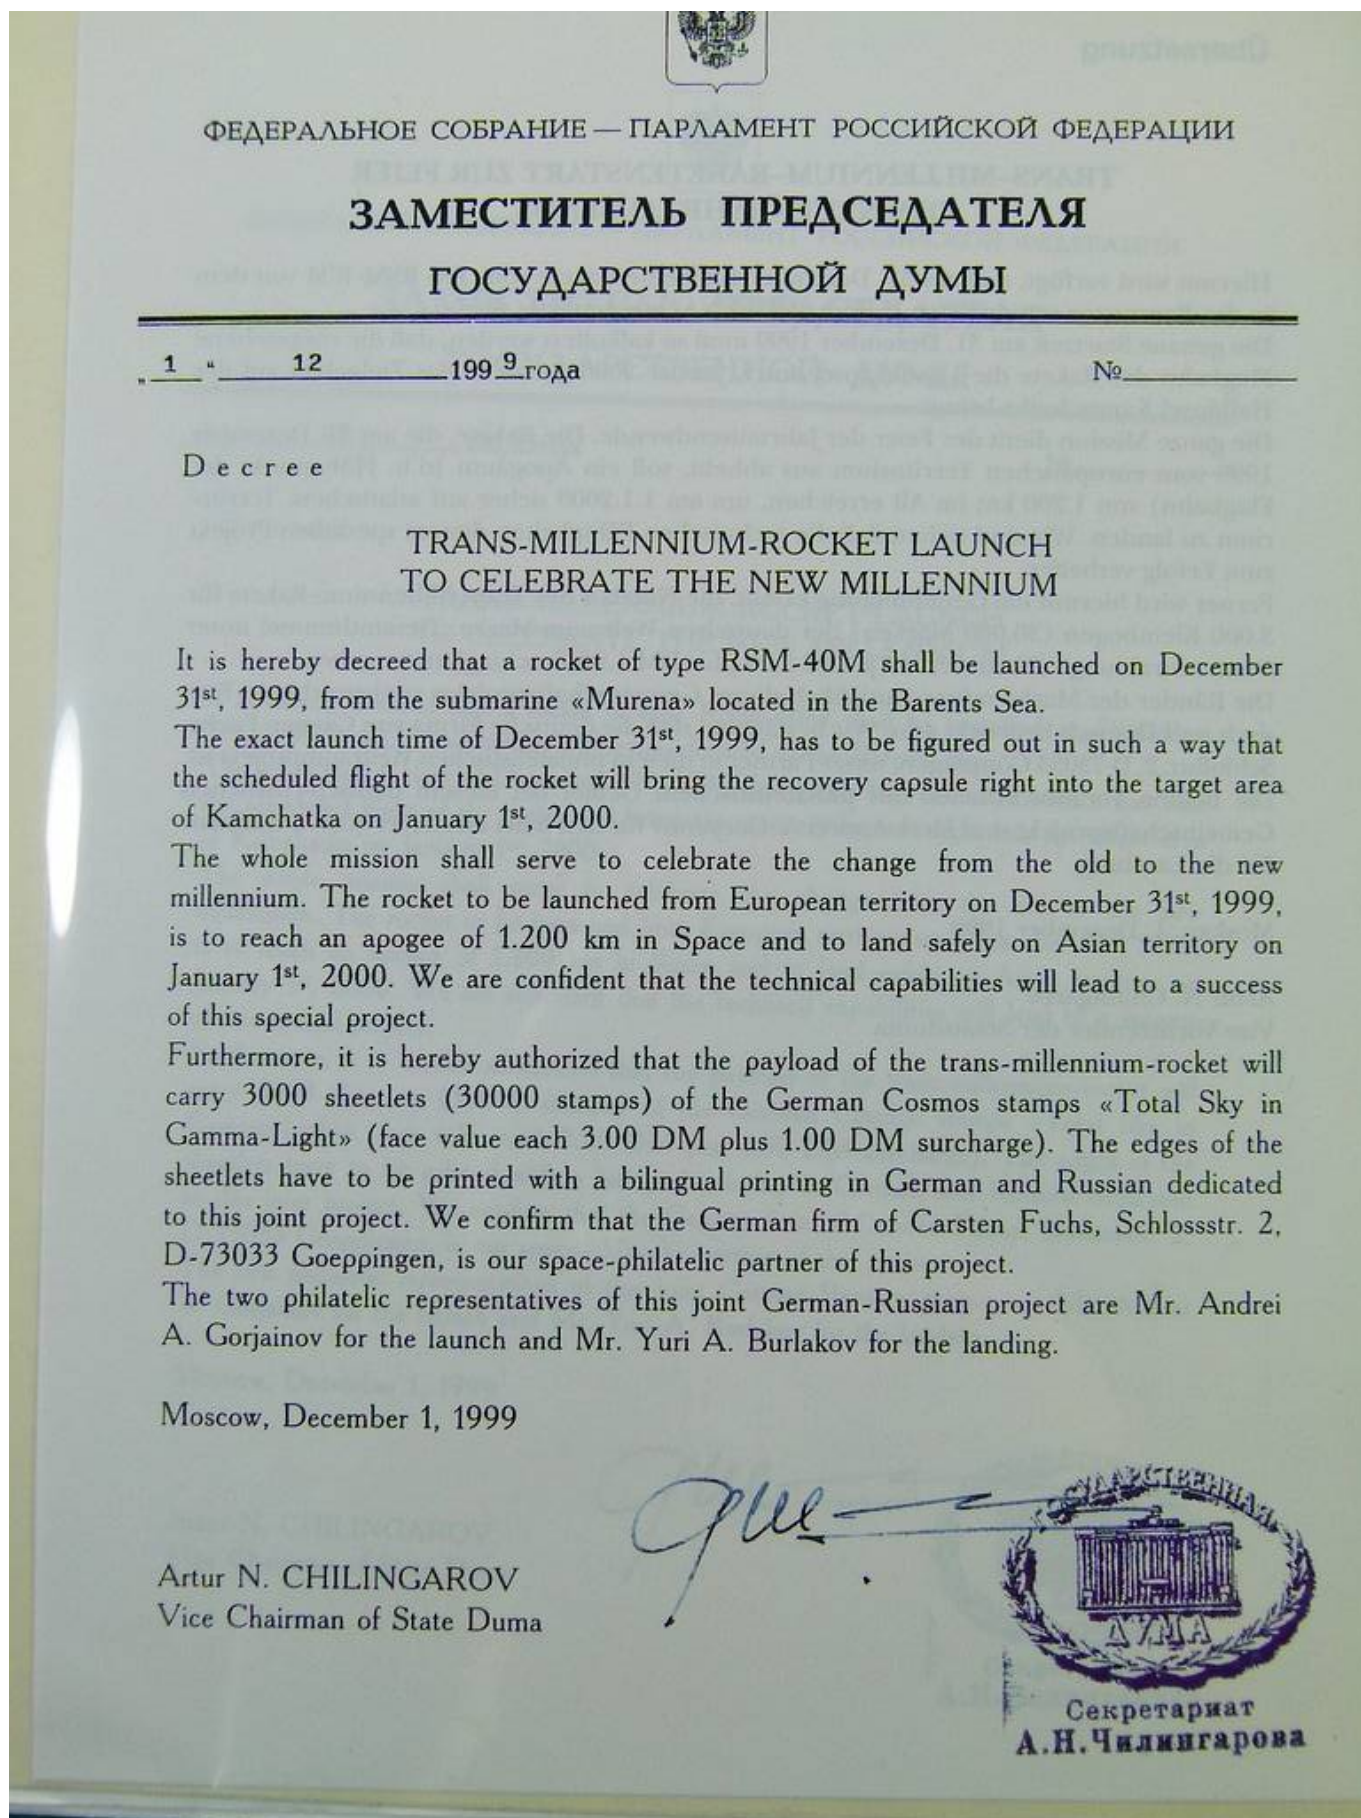 ФЕДЕРАЛЬНОЕ СОБРАНИЕ — ПАРЛАМЕНТ РОССИЙСКОЙ ФЕДЕРАЦИИ
ЗАМЕСТИТЕЛЬ ПРЕДСЕДАТЕЛЯ
ГОСУДАРСТВЕННОЙ ДУМЫ
„ 1 “ 12 199 9 года №
Decree
TRANS-MILLENNIUM-ROCKET LAUNCH
TO CELEBRATE THE NEW MILLENNIUM
It is hereby decreed that a rocket of type RSM-40M shall be launched on December
31st, 1999, from the submarine «Murena» located in the Barents Sea.
The exact launch time of December 31st, 1999, has to be figured out in such a way that
the scheduled flight of the rocket will bring the recovery capsule right into the target area
of Kamchatka on January 1st, 2000.
The whole mission shall serve to celebrate the change from the old to the new
millennium. The rocket to be launched from European territory on December 31st, 1999,
is to reach an apogee of 1.200 km in Space and to land safely on Asian territory on
January 1st, 2000. We are confident that the technical capabilities will lead to a success
of this special project.
Furthermore, it is hereby authorized that the payload of the trans-millennium-rocket will
carry 3000 sheetlets (30000 stamps) of the German Cosmos stamps «Total Sky in
Gamma-Light» (face value each 3.00 DM plus 1.00 DM surcharge). The edges of the
sheetlets have to be printed with a bilingual printing in German and Russian dedicated
to this joint project. We confirm that the German firm of Carsten Fuchs, Schlossstr. 2,
D-73033 Goeppingen, is our space-philatelic partner of this project.
The two philatelic representatives of this joint German-Russian project are Mr. Andrei
A. Gorjainov for the launch and Mr. Yuri A. Burlakov for the landing.
Moscow, December 1, 1999
Artur N. CHILINGAROV
Vice Chairman of State Duma
ГОСУДАРСТВЕННАЯ
ДУМА
Секретариат
А.Н.Чилингарова